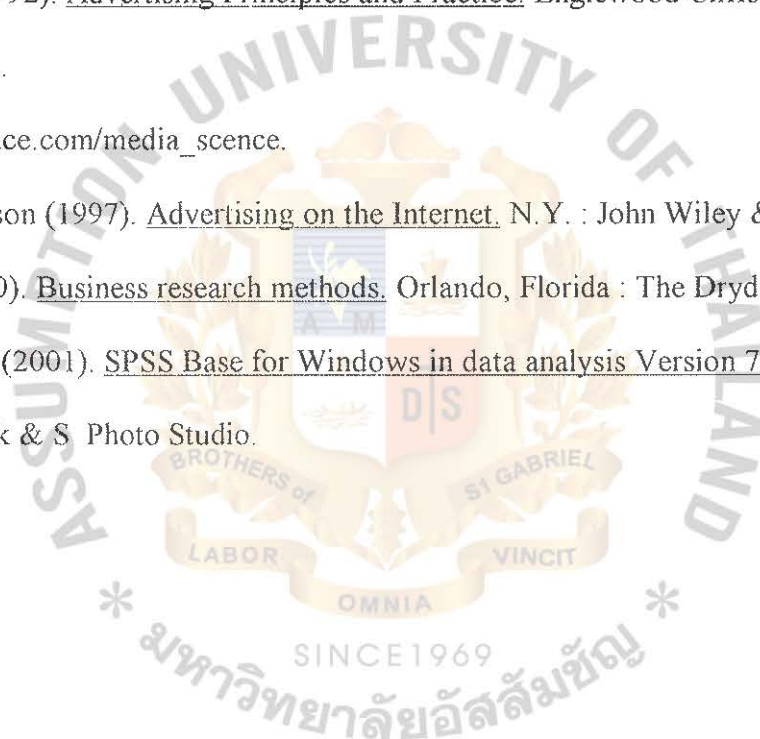 92). Advertising Principles and Practice. Englewood Cliffs
.
ace.com/media_scence.
son (1997). Advertising on the Internet. N.Y. : John Wiley &
0). Business research methods. Orlando, Florida : The Dryd
(2001). SPSS Base for Windows in data analysis Version 7
k & S Photo Studio.
ASSUMPTION UNIVERSITY OF THAILAND
A M
D S
BROTHERS of ST GABRIEL
LABOR
VINCIT
OMNIA
* SINCE1969 *
มหาวิทยาลัยอัสสัมชัญ